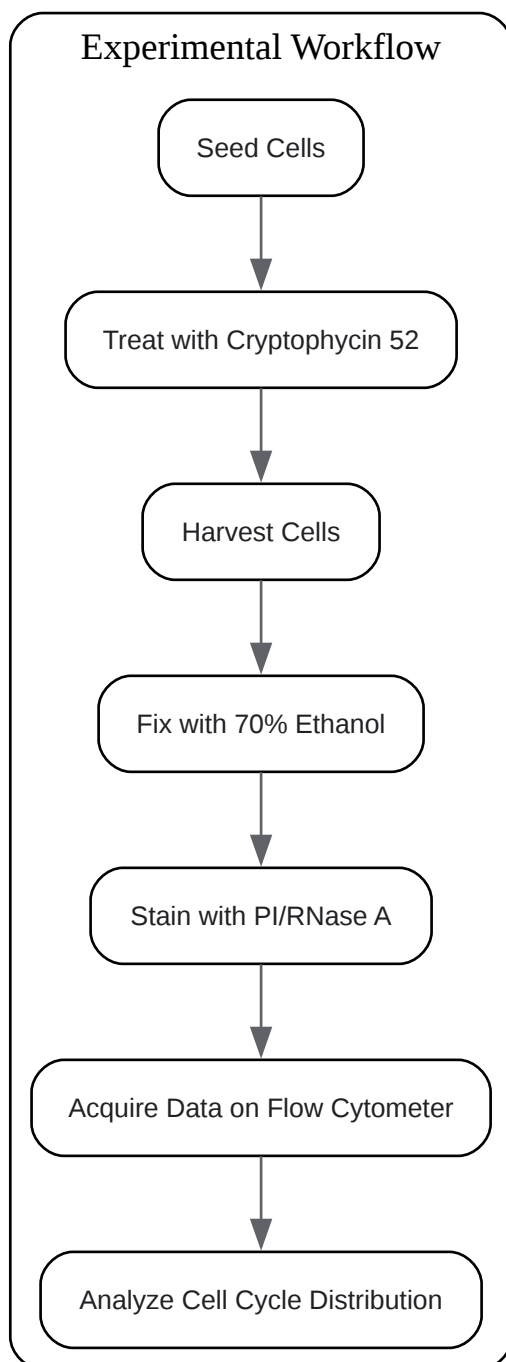 Experimental Workflow
Seed Cells
Treat with Cryptophycin 52
Harvest Cells
Fix with 70% Ethanol
Stain with PI/RNase A
Acquire Data on Flow Cytometer
Analyze Cell Cycle Distribution